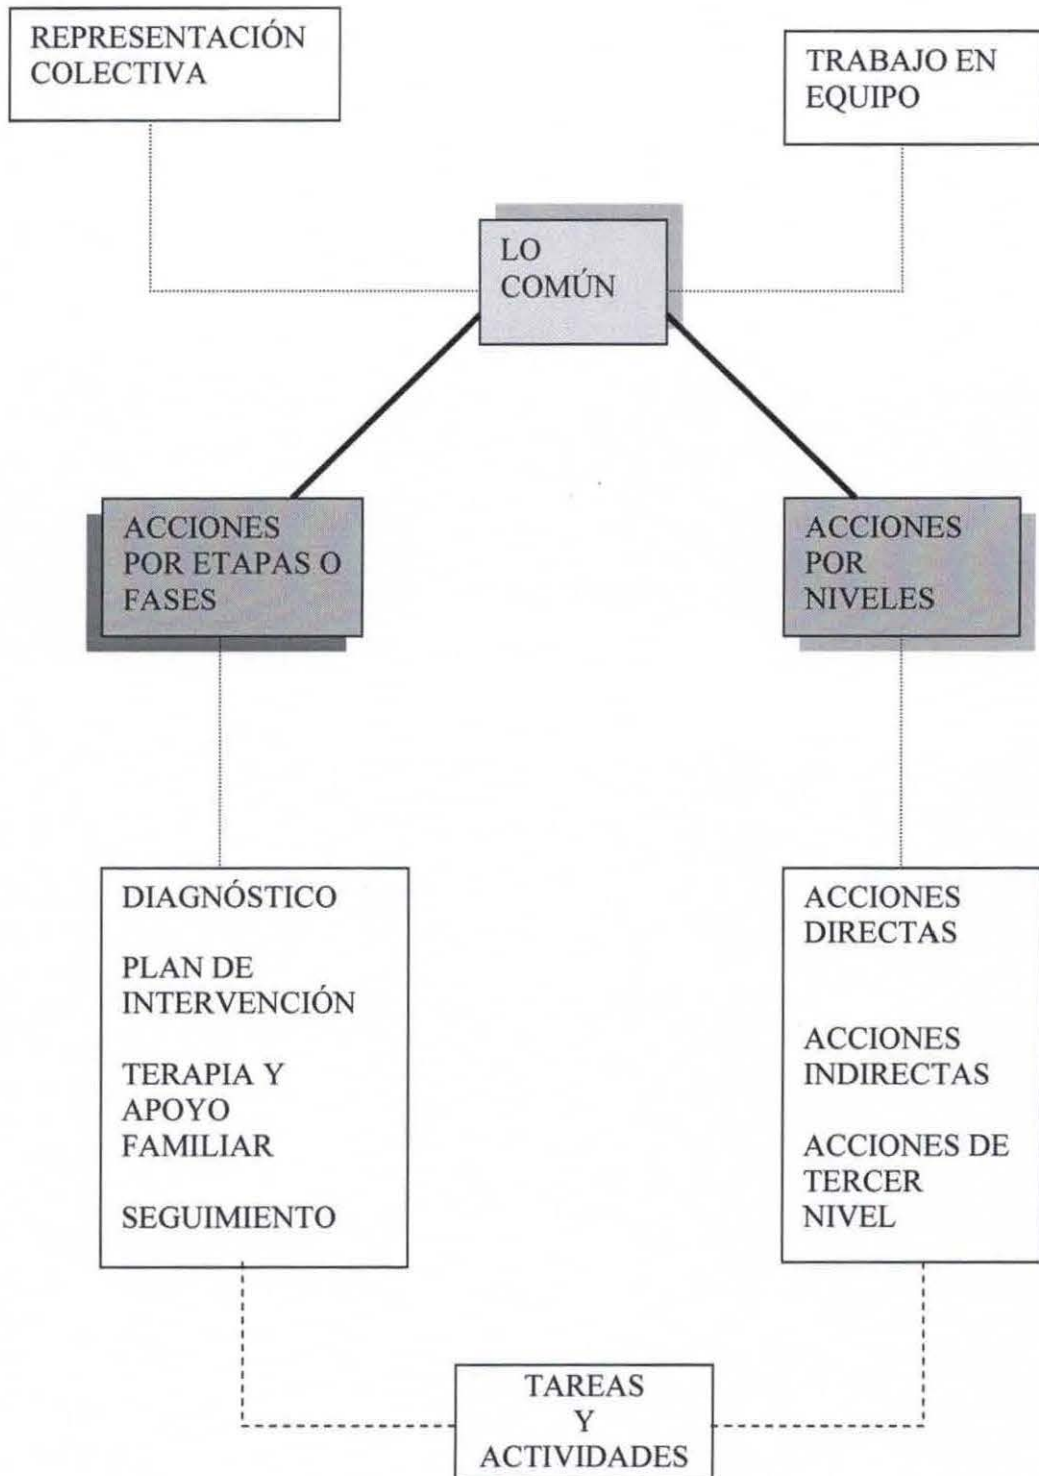 REPRESENTACIÓN
COLECTIVA
TRABAJO EN
EQUIPO
LO
COMÚN
ACCIONES
POR ETAPAS O
FASES
ACCIONES
POR
NIVELES
DIAGNÓSTICO
PLAN DE
INTERVENCIÓN
TERAPIA Y
APOYO
FAMILIAR
SEGUIMIENTO
ACCIONES
DIRECTAS
ACCIONES
INDIRECTAS
ACCIONES DE
TERCER
NIVEL
TAREAS
Y
ACTIVIDADES